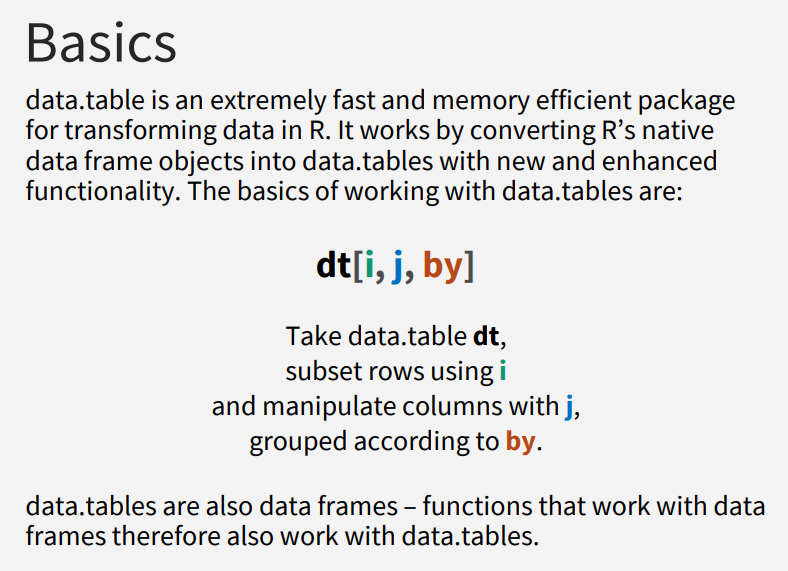 Basics
data.table is an extremely fast and memory efficient package
for transforming data in R. It works by converting R’s native
data frame objects into data.tables with new and enhanced
functionality. The basics of working with data.tables are:
dt[i, j, by]
Take data.table dt,
subset rows using i
and manipulate columns with j,
grouped according to by.
data.tables are also data frames – functions that work with data
frames therefore also work with data.tables.